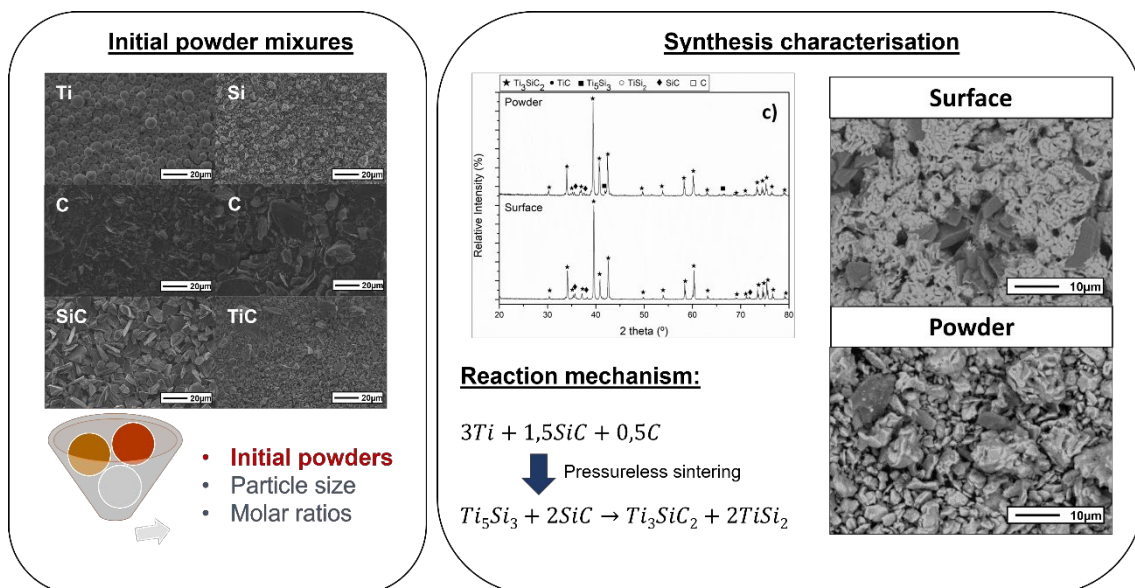 Initial powder mixures
Ti
Si
20µm
20µm
C
C
20µm
20µm
SiC
TiC
20µm
20µm
• Initial powders
• Particle size
• Molar ratios
Synthesis characterisation
★ Ti3SiC2 • TiC ■ Ti5Si3 ○ TiSi2 ♦ SiC □ C
Powder
c)
Surface
Relative Intensity (%)
20 30 40 50 60 70 80
2 theta (º)
Reaction mechanism:
3Ti + 1,5SiC + 0,5C
Pressureless sintering
Ti5Si3 + 2SiC → Ti3SiC2 + 2TiSi2
Surface
10µm
Powder
10µm